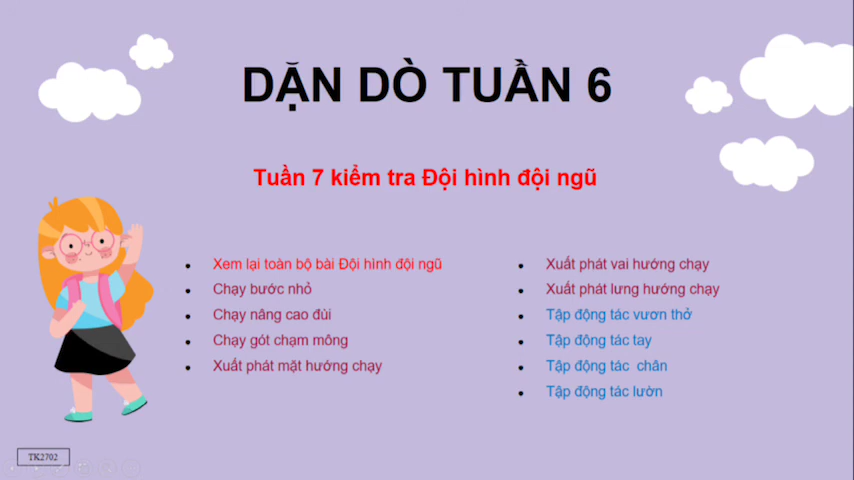 DẶN DÒ TUẦN 6
Tuần 7 kiểm tra Đội hình đội ngũ
Xem lại toàn bộ bài Đội hình đội ngũ
Chạy bước nhỏ
Chạy nâng cao đùi
Chạy gót chạm mông
Xuất phát mặt hướng chạy
Xuất phát vai hướng chạy
Xuất phát lưng hướng chạy
Tập động tác vươn thở
Tập động tác tay
Tập động tác  chân
Tập động tác lườn
TK2702